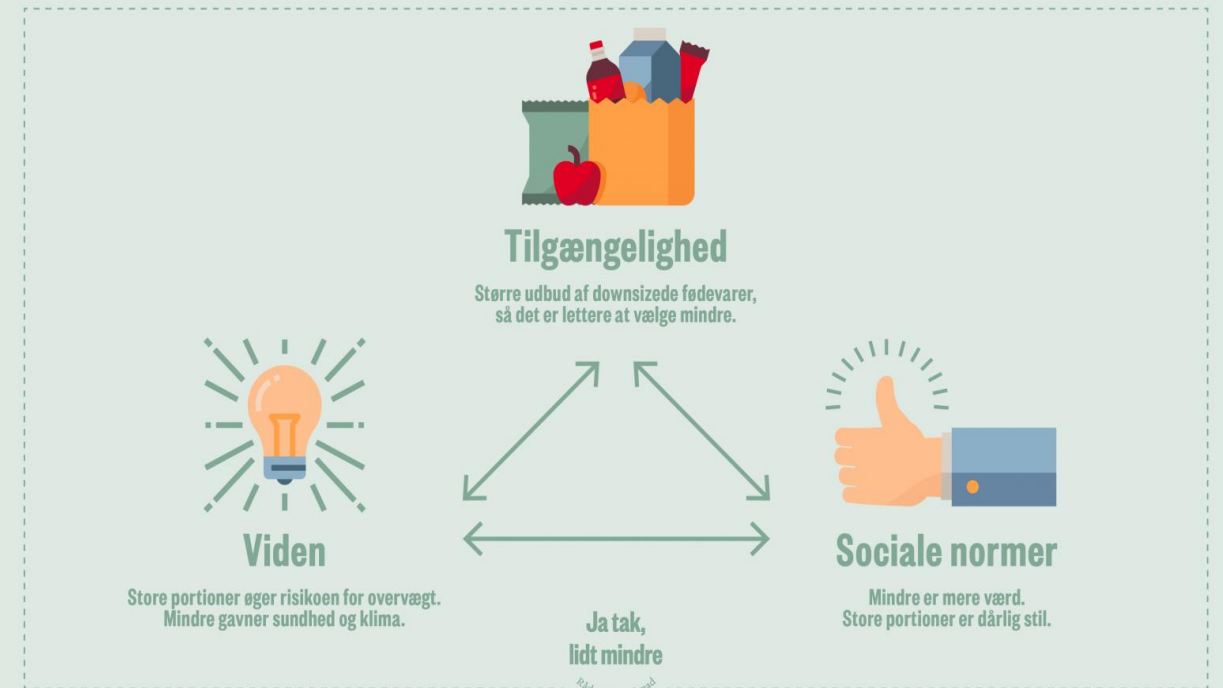 Tilgængelighed
Større udbud af downsizede fødevarer,
så det er lettere at vælge mindre.
Viden
Store portioner øger risikoen for overvægt.
Mindre gavner sundhed og klima.
Sociale normer
Mindre er mere værd.
Store portioner er dårlig stil.
Ja tak,
lidt mindre